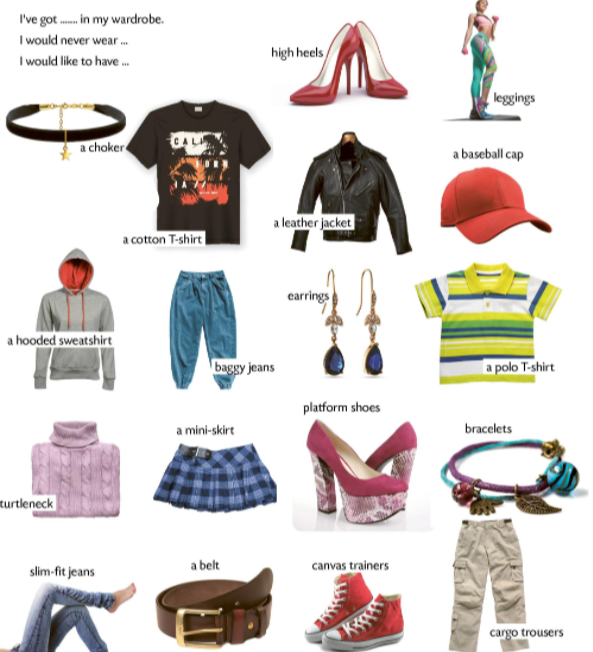 I've got ....... in my wardrobe.
I would never wear ...
I would like to have ...
high heels
leggings
a choker
CALI
a cotton T-shirt
a leather jacket
a baseball cap
a hooded sweatshirt
baggy jeans
earrings
a polo T-shirt
turtleneck
a mini-skirt
platform shoes
bracelets
slim-fit jeans
a belt
canvas trainers
cargo trousers